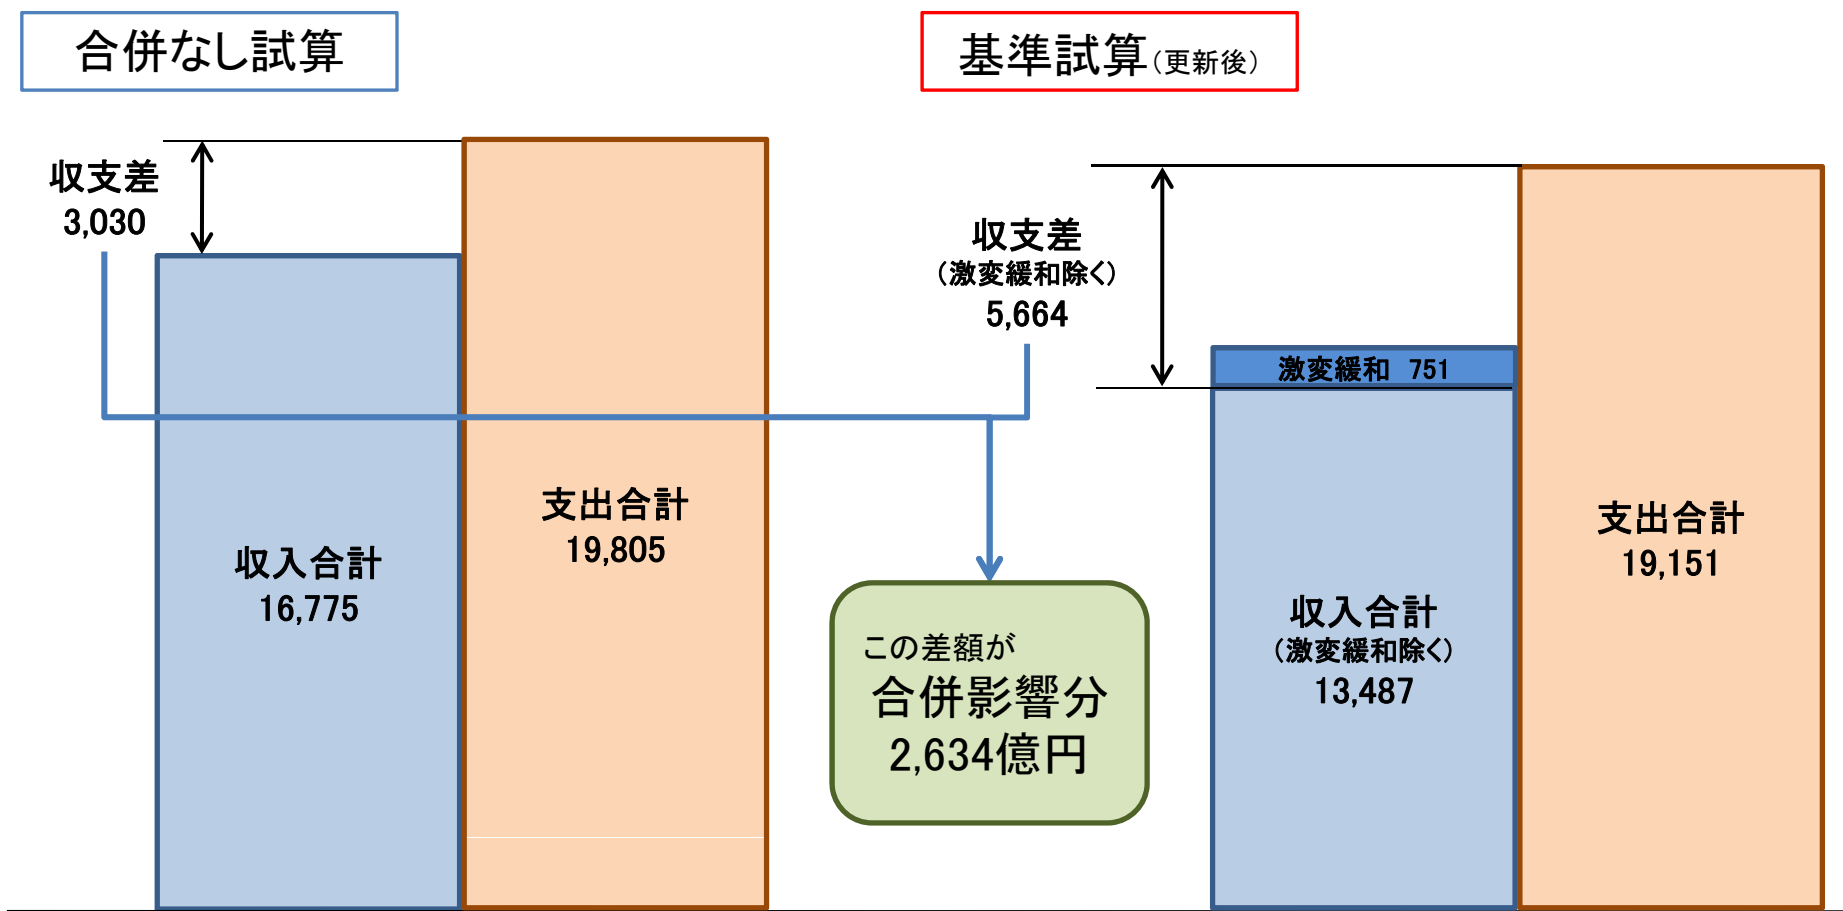 合併なし試算
収支差
3,030
収入合計
16,775
支出合計
19,805
この差額が
合併影響分
2,634億円
基準試算（更新後）
収支差
（激変緩和除く）
5,664
激変緩和 751
収入合計
（激変緩和除く）
13,487
支出合計
19,151